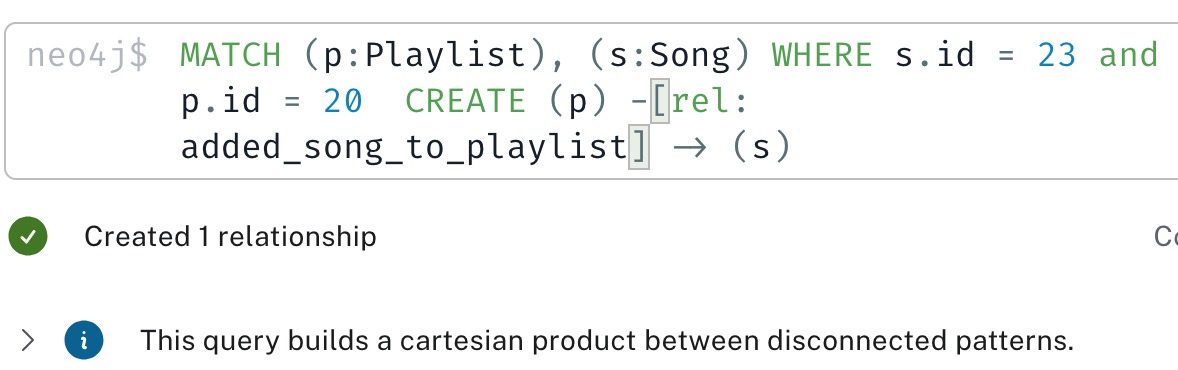 neo4j$ MATCH (p:Playlist), (s:Song) WHERE s.id = 23 and
p.id = 20  CREATE (p) -[rel:
added_song_to_playlist] → (s)
Created 1 relationship
This query builds a cartesian product between disconnected patterns.